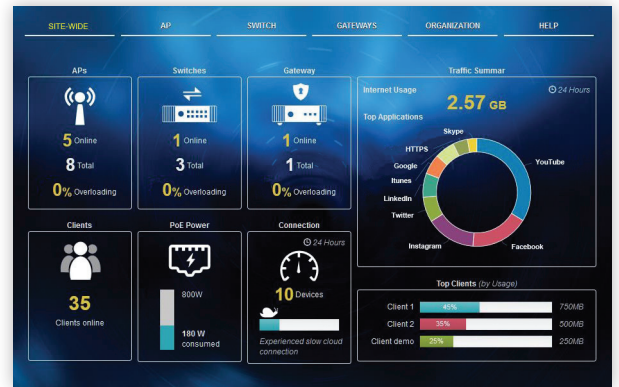 SITE-WIDE AP SWITCH GATEWAYS ORGANIZATION HELP
APs
5 Online
8 Total
0% Overloading
Switches
1 Online
3 Total
0% Overloading
Gateway
1 Online
1 Total
0% Overloading
Traffic Summar
Internet Usage
24 Hours
2.57 GB
Top Applications
Skype
HTTPS
Google
Itunes
LinkedIn
Twitter
Instagram
Facebook
YouTube
Clients
35
Clients online
PoE Power
800W
180 W
consumed
Connection
24 Hours
10 Devices
Experienced slow cloud
connection
Top Clients (by Usage)
Client 1 45% 750MB
Client 2 35% 500MB
Client demo 25% 250MB